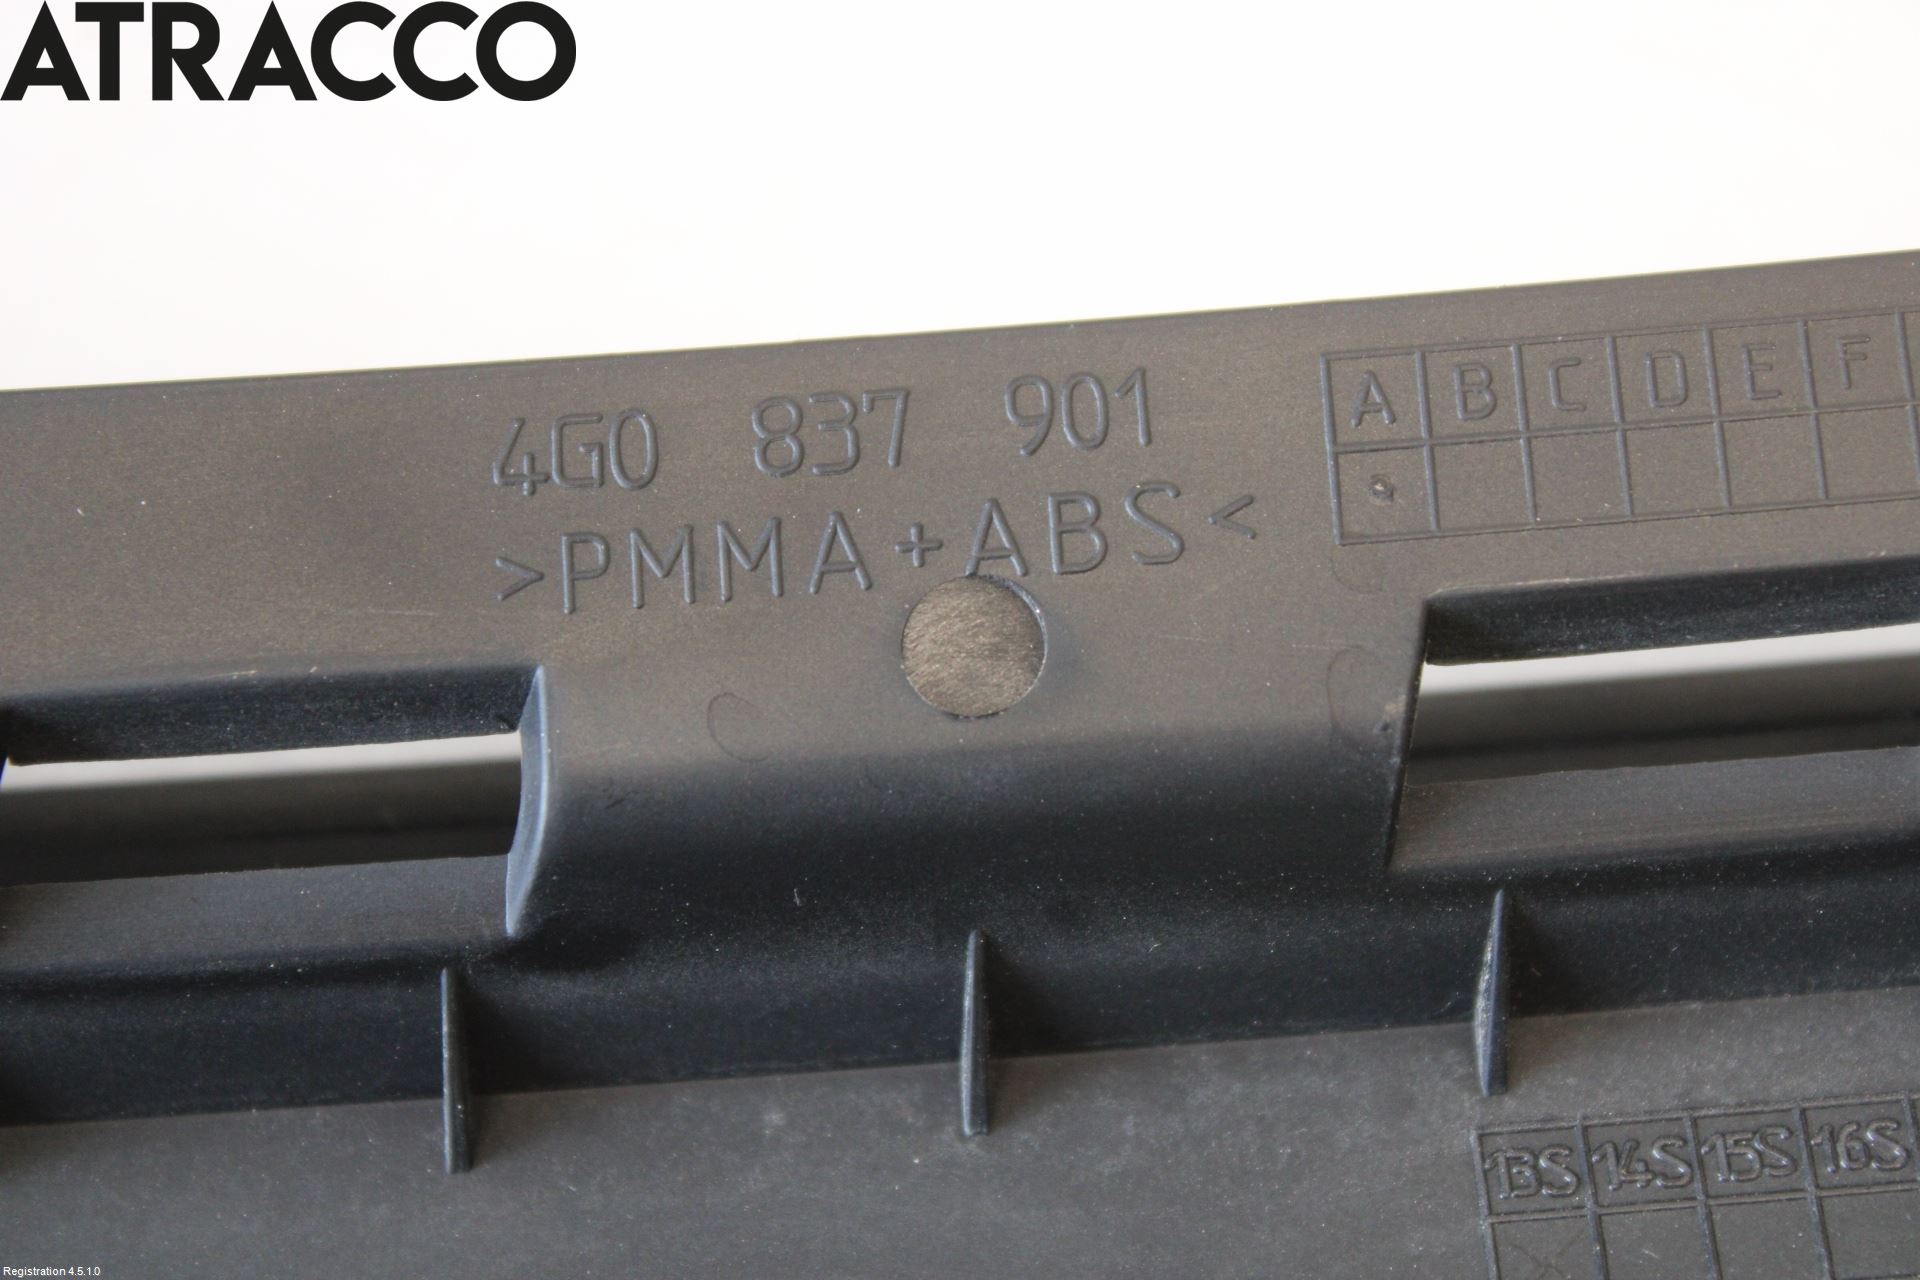 ATRACCO
4G0 837 901
>PMMA+ABS<
A B C D E F
13S 14S 15S 16S
Registration 4.5.1.0